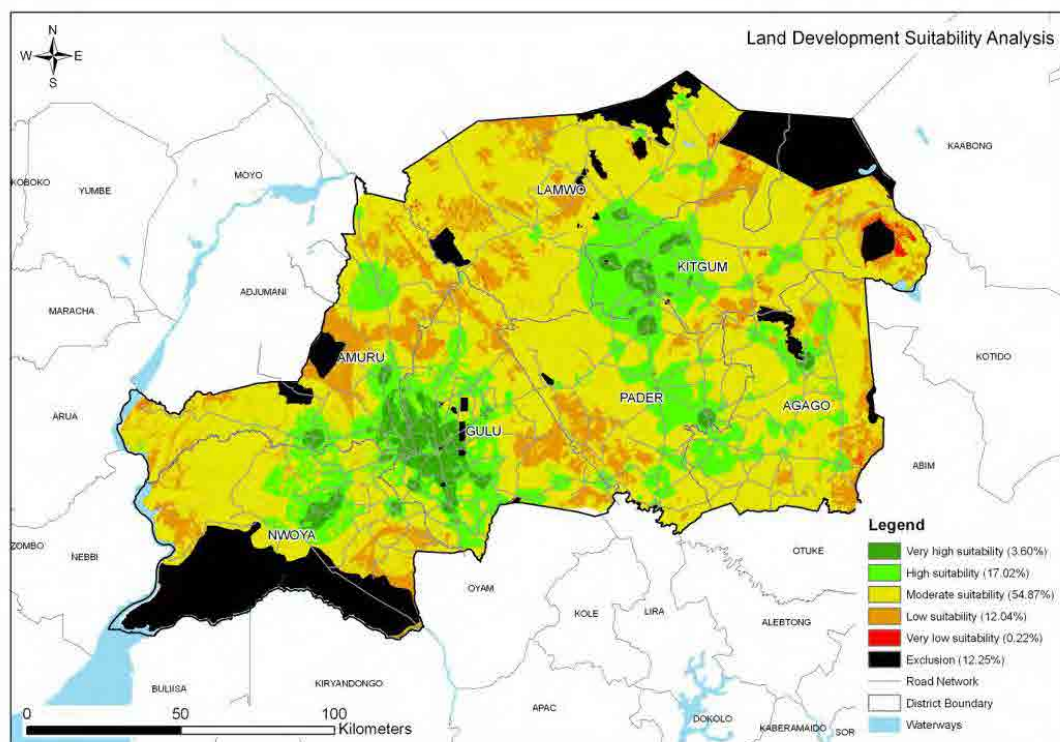 Land Development Suitability Analysis
N
W E
S
KAABONG
KOBOKO
YUMBE
MOYO
LAMWO
KITGUM
ADJUMANI
MARACHA
KOTIDO
AMURU
PADER
AGAGO
ARUA
GULU
ABIM
NWOYA
ZOMBO
NEBBI
OYAM
OTUKE
KOLE
LIRA
ALEBTONG
BULIISA
KIRYANDONGO
APAC
DOKOLO
KABERAMAIDO
SOR
Legend
Very high suitability (3.60%)
High suitability (17.02%)
Moderate suitability (54.87%)
Low suitability (12.04%)
Very low suitability (0.22%)
Exclusion (12.25%)
Road Network
District Boundary
Waterways
0 50 100
Kilometers